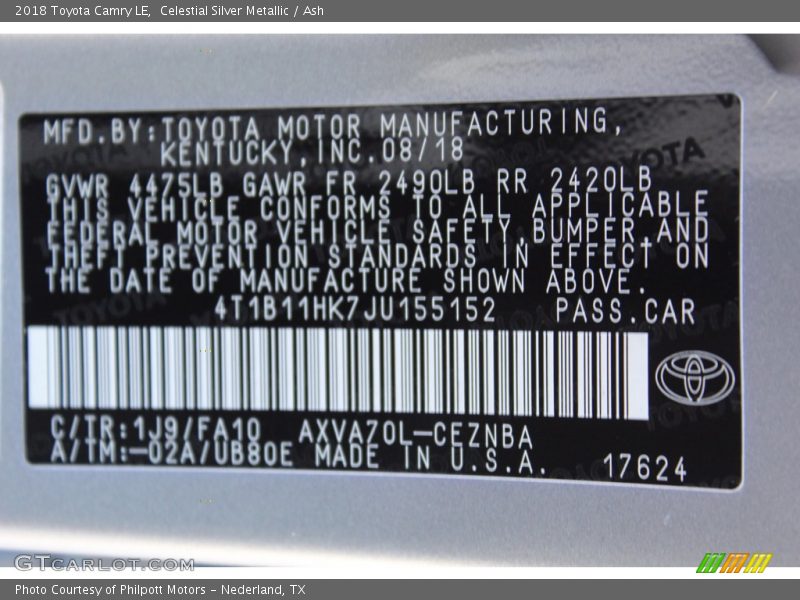 2018 Toyota Camry LE, Celestial Silver Metallic / Ash
MFD.BY:TOYOTA MOTOR MANUFACTURING,
KENTUCKY,INC.08/18
GVWR 4475LB GAWR FR 2490LB RR 2420LB
THIS VEHICLE CONFORMS TO ALL APPLICABLE
FEDERAL MOTOR VEHICLE SAFETY,BUMPER,AND
THEFT PREVENTION STANDARDS IN EFFECT ON
THE DATE OF MANUFACTURE SHOWN ABOVE.
4T1B11HK7JU155152 PASS.CAR
C/TR:1J9/FA10 AXVA70L-CEZNBA
A/TM:-02A/UB80E MADE IN U.S.A. 17624
GTCARLOT.COM
Photo Courtesy of Philpott Motors - Nederland, TX